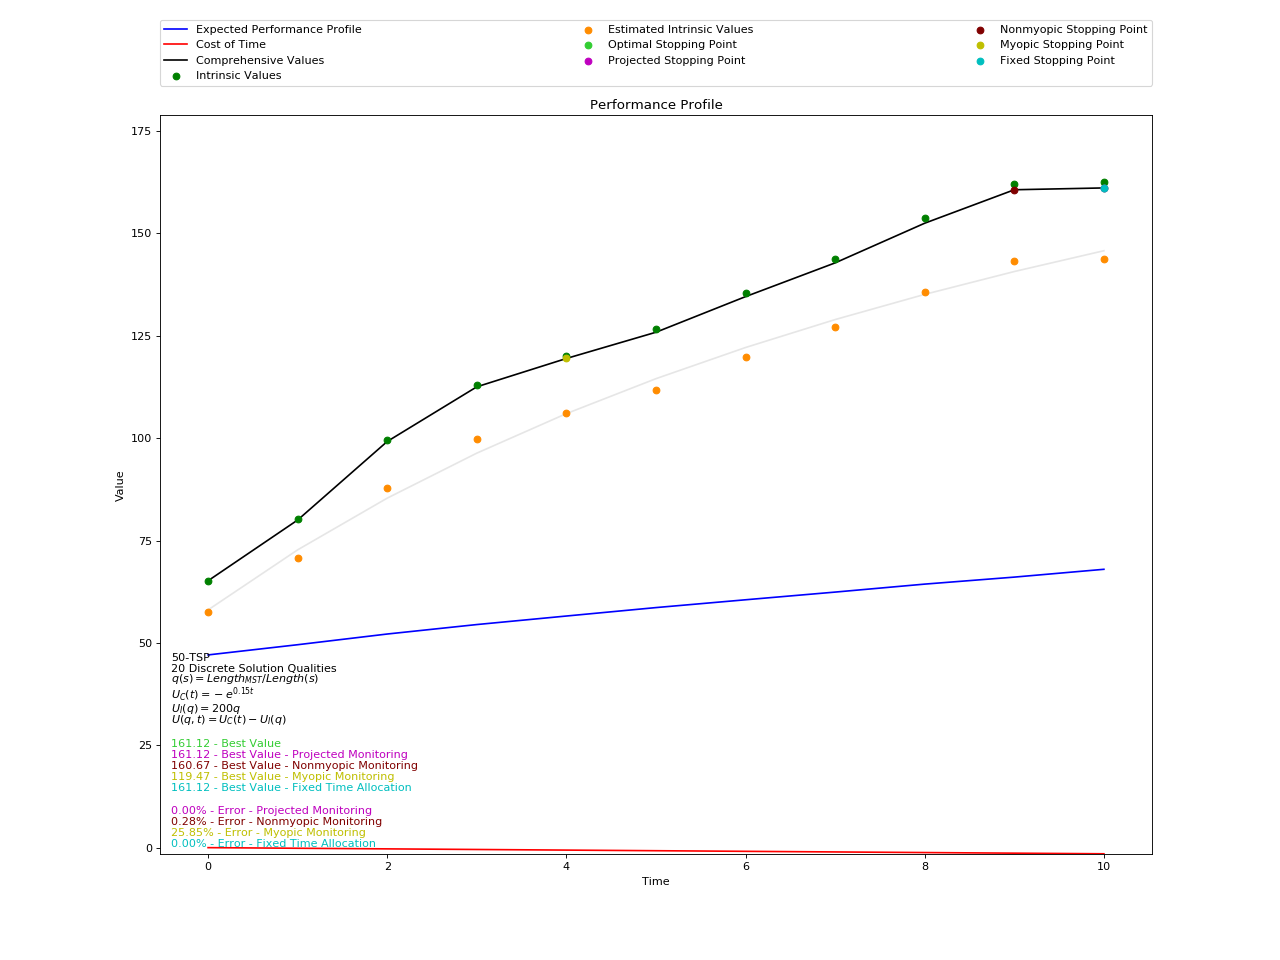 Expected Performance Profile
Cost of Time
Comprehensive Values
Intrinsic Values
Estimated Intrinsic Values
Optimal Stopping Point
Projected Stopping Point
Nonmyopic Stopping Point
Myopic Stopping Point
Fixed Stopping Point
Performance Profile
175
150
125
100
75
50
25
0
Value
50-TSP
20 Discrete Solution Qualities
q(s) = Length_{MST}/Length(s)
U_C(t) = −e^{0.15t}
U_I(q) = 200q
U(q, t) = U_C(t) − U_I(q)
161.12 - Best Value
161.12 - Best Value - Projected Monitoring
160.67 - Best Value - Nonmyopic Monitoring
119.47 - Best Value - Myopic Monitoring
161.12 - Best Value - Fixed Time Allocation
0.00% - Error - Projected Monitoring
0.28% - Error - Nonmyopic Monitoring
25.85% - Error - Myopic Monitoring
0.00% - Error - Fixed Time Allocation
0 2 4 6 8 10
Time